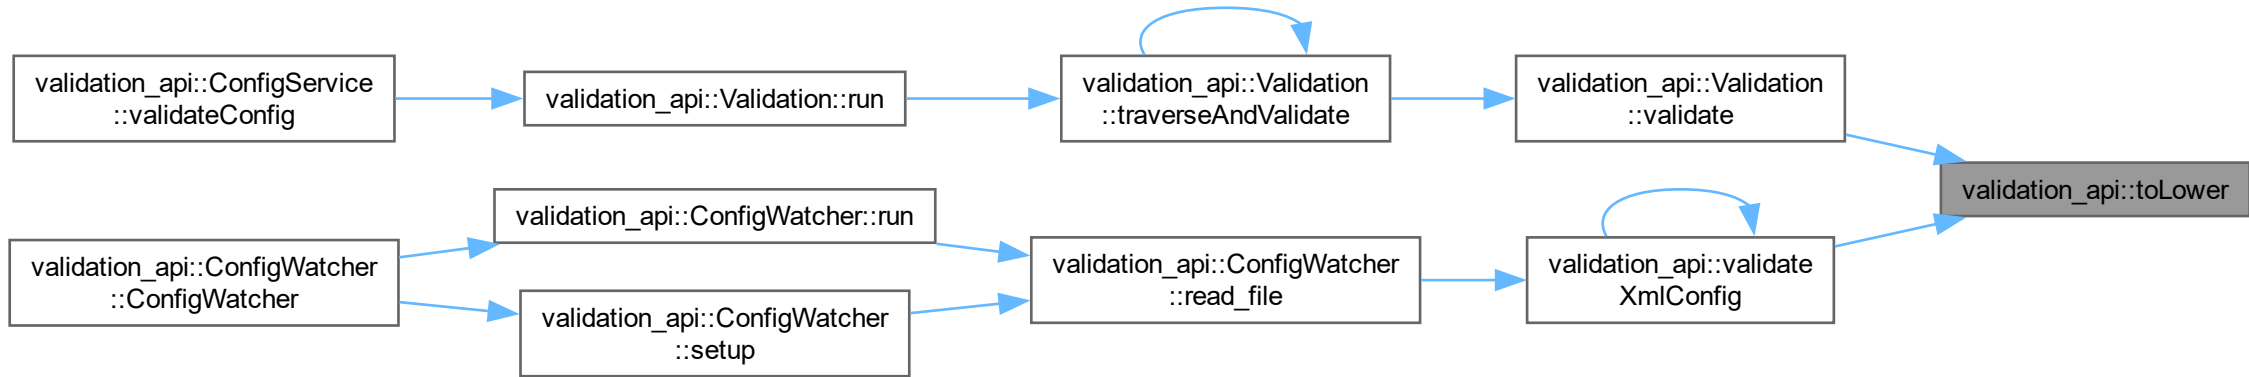 validation_api::ConfigService
::validateConfig
validation_api::Validation::run
validation_api::Validation
::traverseAndValidate
validation_api::Validation
::validate
validation_api::toLower
validation_api::ConfigWatcher::run
validation_api::ConfigWatcher
::ConfigWatcher
validation_api::ConfigWatcher
::setup
validation_api::ConfigWatcher
::read_file
validation_api::validate
XmlConfig